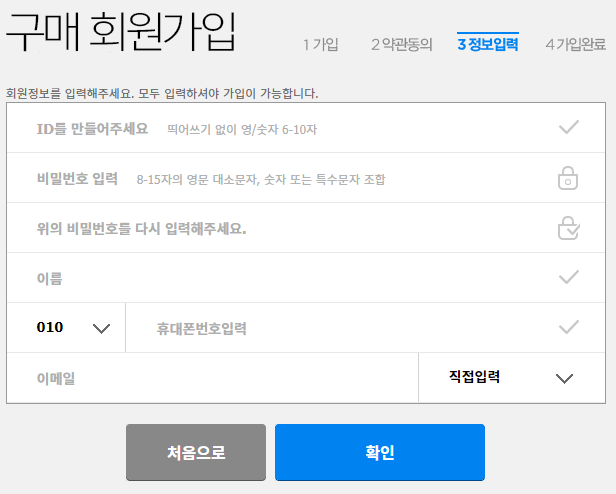 구매 회원가입
1 가입 2 약관동의 3 정보입력 4 가입완료
회원정보를 입력해주세요. 모두 입력하셔야 가입이 가능합니다.
ID를 만들어주세요 띄어쓰기 없이 영/숫자 6-10자
비밀번호 입력 8-15자의 영문 대소문자, 숫자 또는 특수문자 조합
위의 비밀번호를 다시 입력해주세요.
이름
010 휴대폰번호입력
이메일 직접입력
처음으로 확인